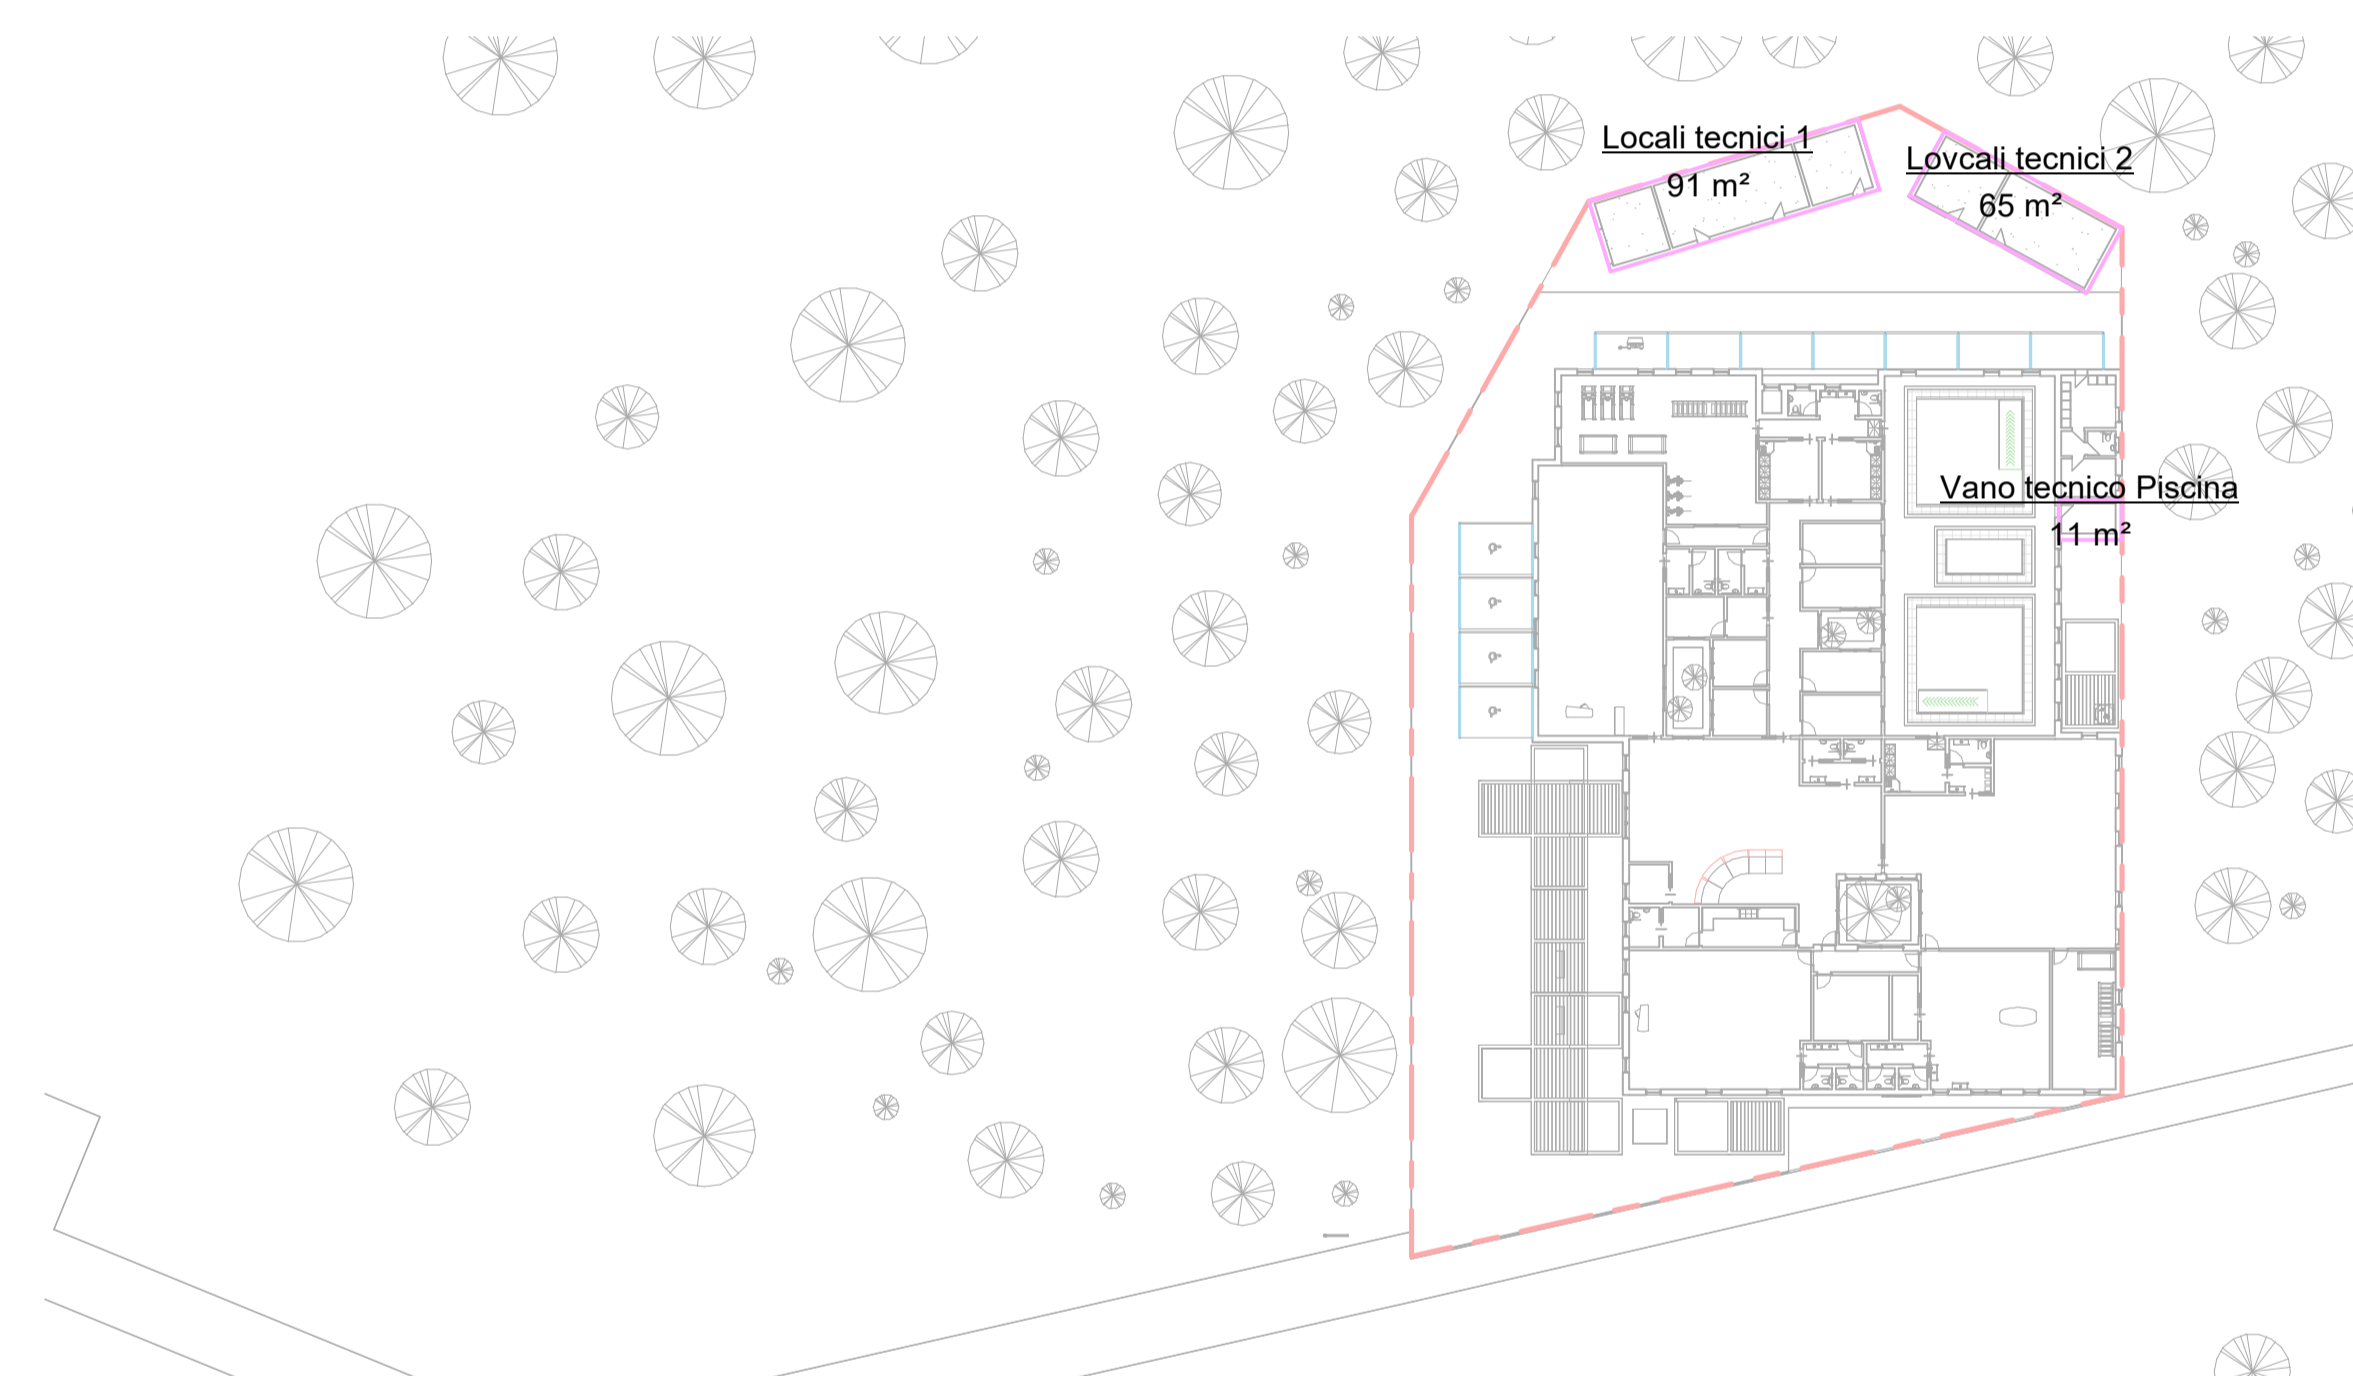 Locali tecnici 1
91 m²
Lovcali tecnici 2
65 m²
Vano tecnico Piscina
11 m²